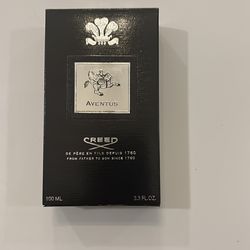 AVENTUS
CREED
DE PÈRE EN FILS DEPUIS 1760
FROM FATHER TO SON SINCE 1760
100 ML 3.3 FL.OZ.